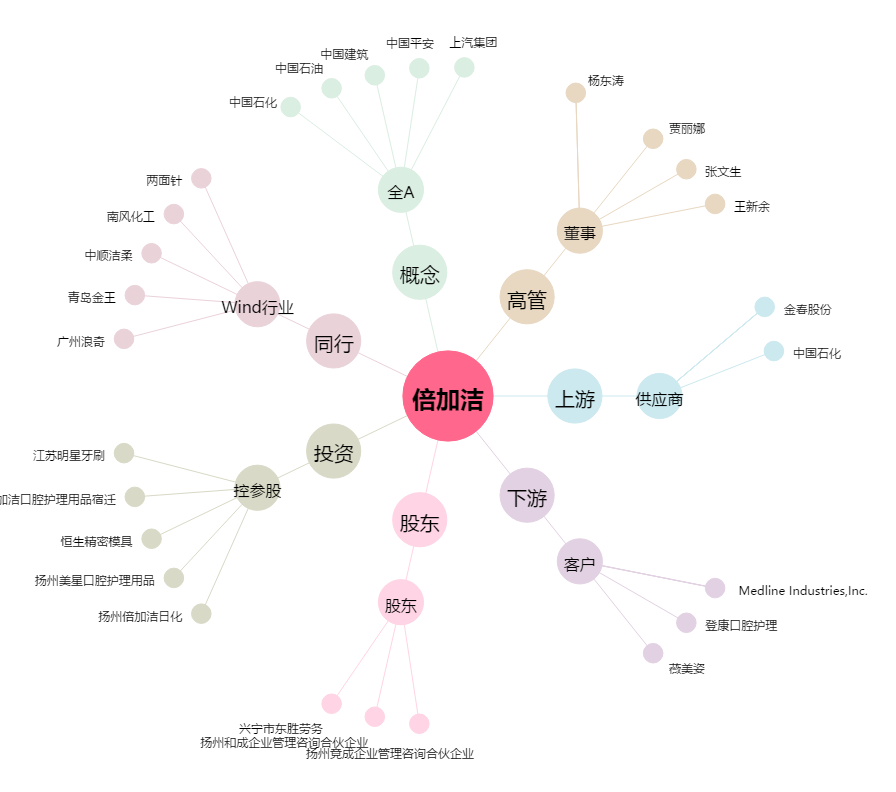 上汽集团
中国平安
中国建筑
中国石油
中国石化
全A
概念
杨东涛
贾丽娜
张文生
王新余
董事
高管
两面针
南风化工
中顺洁柔
青岛金王
广州浪奇
Wind行业
同行
倍加洁
金春股份
中国石化
供应商
上游
投资
控参股
江苏明星牙刷
加洁口腔护理用品宿迁
恒生精密模具
扬州美星口腔护理用品
扬州倍加洁日化
下游
客户
Medline Industries,Inc.
登康口腔护理
薇美姿
股东
股东
兴宁市东胜劳务
扬州和成企业管理咨询合伙企业
扬州竟成企业管理咨询合伙企业